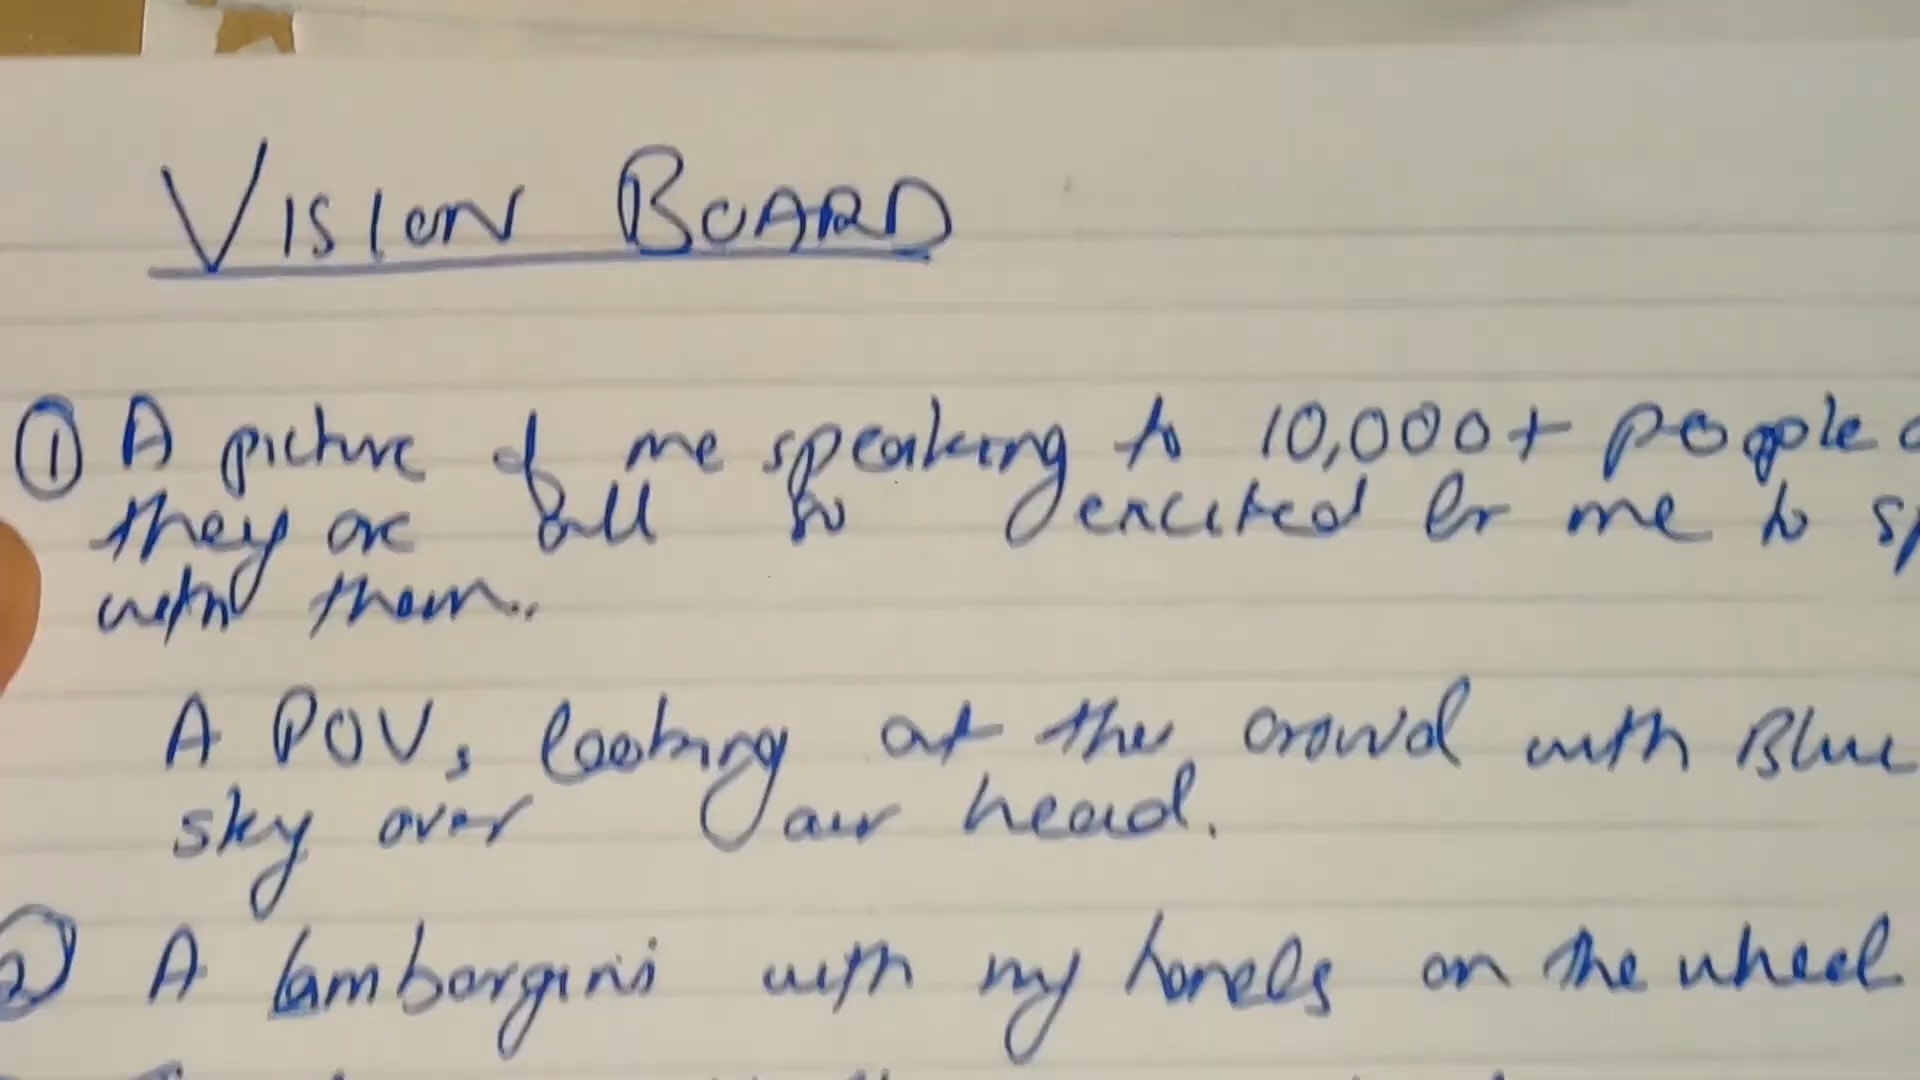 VISION BOARD
① A picture of me speaking to 10,000+ people
they are all so excited for me to
with them..
A POV, looking at the crowd with Blue
sky over our head.
② A lamborgini with my hands on the wheel